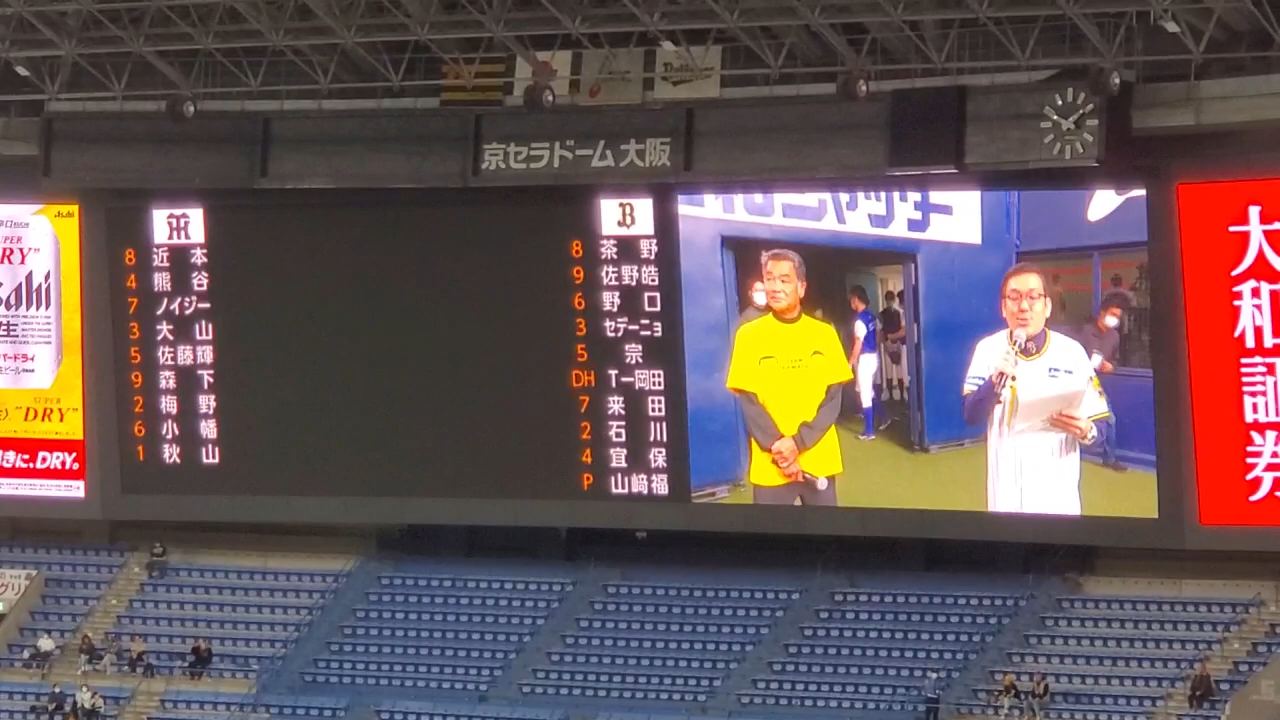 京セラドーム 大阪
8 近本
4 熊谷
7 ノイジー
3 大山
5 佐藤輝
9 森下
2 梅野
6 小幡
1 秋山
B
8 茶野
9 佐野皓
6 野口
3 セデーニョ
5 宗
DH T−岡田
7 来田
2 石川
4 宜保
P 山﨑福
Asahi
辛口
SUPER
"DRY"
DRY。
大和証券